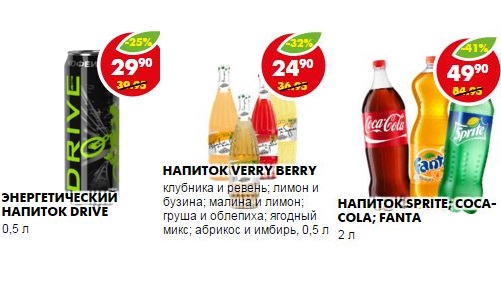 -25%
29 90
39.95
КОФЕИН
DRIVE
ЭНЕРГЕТИЧЕСКИЙ
НАПИТОК DRIVE
0,5 л
-32%
24 90
36.95
НАПИТОК VERRY BERRY
клубника и ревень; лимон и
бузина; малина и лимон;
груша и облепиха; ягодный
микс; абрикос и имбирь, 0,5 л
-41%
49 90
84.95
Coca-Cola
Fanta
Sprite
НАПИТОК SPRITE; COCA-
COLA; FANTA
2 л